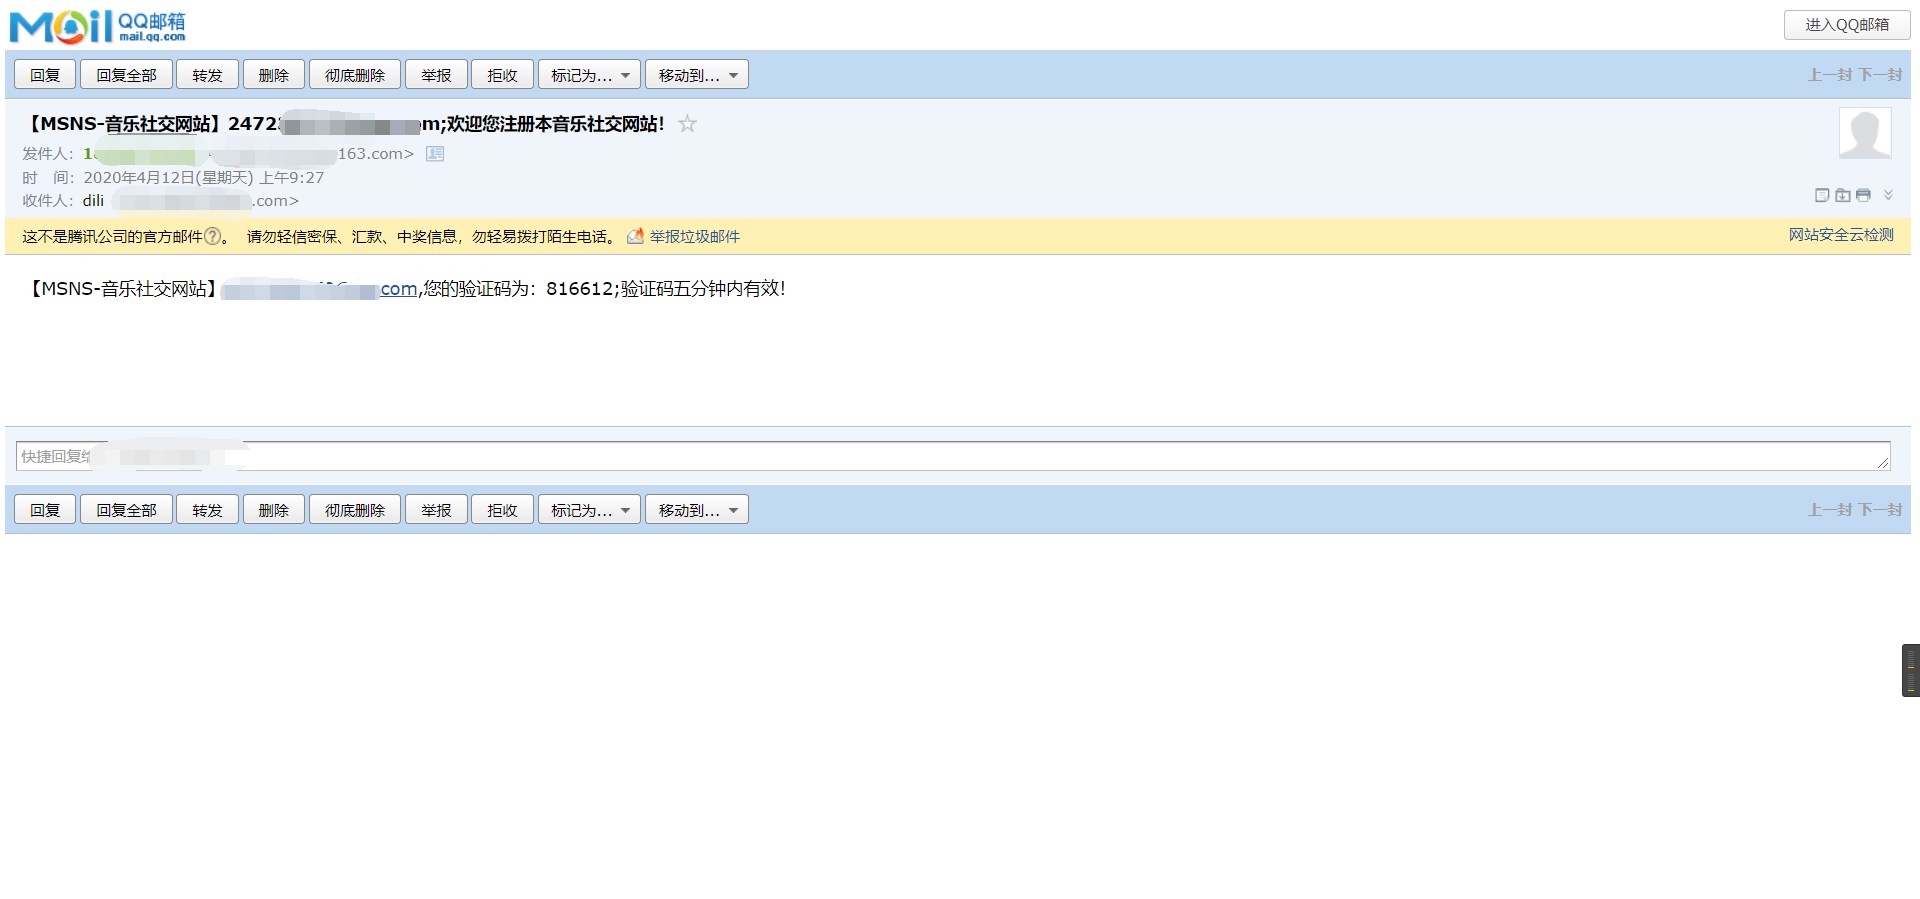 Mail QQ邮箱
mail.qq.com
进入QQ邮箱
回复 回复全部 转发 删除 彻底删除 举报 拒收 标记为... 移动到...
上一封 下一封
【MSNS-音乐社交网站】2472 m;欢迎您注册本音乐社交网站!
发件人: 163.com>
时 间: 2020年4月12日(星期天) 上午9:27
收件人: dili .com>
这不是腾讯公司的官方邮件?。 请勿轻信密保、汇款、中奖信息,勿轻易拨打陌生电话。 举报垃圾邮件
网站安全云检测
【MSNS-音乐社交网站】 com,您的验证码为:816612;验证码五分钟内有效!
快捷回复给
回复 回复全部 转发 删除 彻底删除 举报 拒收 标记为... 移动到...
上一封 下一封